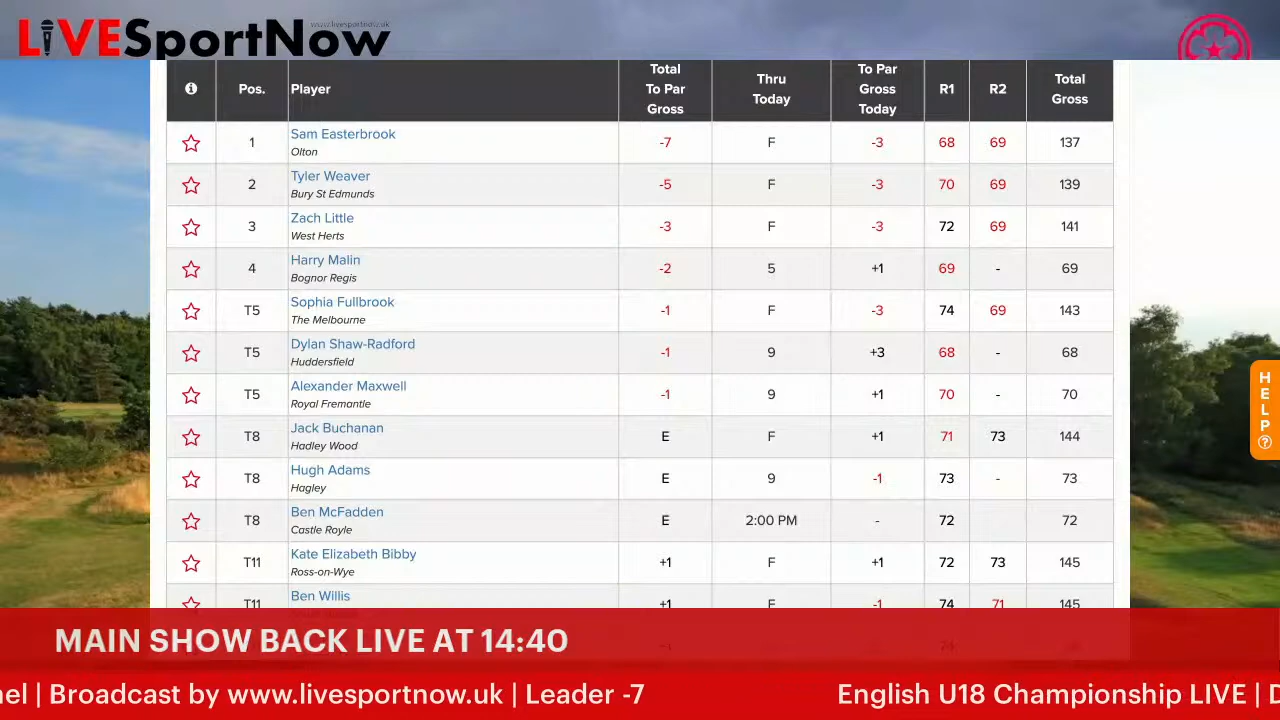 LIVESportNow
www.livesportnow.uk
Pos. Player Total To Par Gross Thru Today To Par Gross Today R1 R2 Total Gross
1 Sam Easterbrook -7 F -3 68 69 137
Olton
2 Tyler Weaver -5 F -3 70 69 139
Bury St Edmunds
3 Zach Little -3 F -3 72 69 141
West Herts
4 Harry Malin -2 5 +1 69 - 69
Bognor Regis
T5 Sophia Fullbrook -1 F -3 74 69 143
The Melbourne
T5 Dylan Shaw-Radford -1 9 +3 68 - 68
Huddersfield
T5 Alexander Maxwell -1 9 +1 70 - 70
Royal Fremantle
T8 Jack Buchanan E F +1 71 73 144
Hadley Wood
T8 Hugh Adams E 9 -1 73 - 73
Hagley
T8 Ben McFadden E 2:00 PM - 72 72
Castle Royle
T11 Kate Elizabeth Bibby +1 F +1 72 73 145
Ross-on-Wye
T11 Ben Willis +1 F -1 74 71 145
HELP?
MAIN SHOW BACK LIVE AT 14:40
| Broadcast by www.livesportnow.uk | Leader -7 English U18 Championship LIVE |